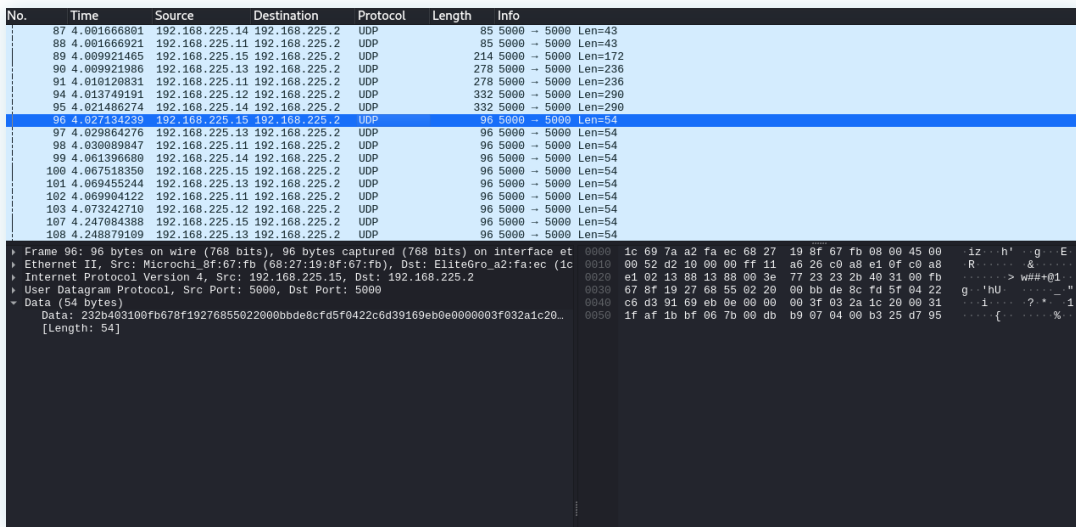 No. Time Source Destination Protocol Length Info
87 4.001666801 192.168.225.14 192.168.225.2 UDP 85 5000 → 5000 Len=43
88 4.001666921 192.168.225.11 192.168.225.2 UDP 85 5000 → 5000 Len=43
89 4.009921465 192.168.225.15 192.168.225.2 UDP 214 5000 → 5000 Len=172
90 4.009921986 192.168.225.13 192.168.225.2 UDP 278 5000 → 5000 Len=236
91 4.010120831 192.168.225.11 192.168.225.2 UDP 278 5000 → 5000 Len=236
94 4.013749191 192.168.225.12 192.168.225.2 UDP 332 5000 → 5000 Len=290
95 4.021486274 192.168.225.14 192.168.225.2 UDP 332 5000 → 5000 Len=290
96 4.027134239 192.168.225.15 192.168.225.2 UDP 96 5000 → 5000 Len=54
97 4.029864276 192.168.225.13 192.168.225.2 UDP 96 5000 → 5000 Len=54
98 4.030089847 192.168.225.11 192.168.225.2 UDP 96 5000 → 5000 Len=54
99 4.061396680 192.168.225.14 192.168.225.2 UDP 96 5000 → 5000 Len=54
100 4.067518350 192.168.225.15 192.168.225.2 UDP 96 5000 → 5000 Len=54
101 4.069455244 192.168.225.13 192.168.225.2 UDP 96 5000 → 5000 Len=54
102 4.069904122 192.168.225.11 192.168.225.2 UDP 96 5000 → 5000 Len=54
103 4.073242710 192.168.225.12 192.168.225.2 UDP 96 5000 → 5000 Len=54
107 4.247084388 192.168.225.15 192.168.225.2 UDP 96 5000 → 5000 Len=54
108 4.248879109 192.168.225.13 192.168.225.2 UDP 96 5000 → 5000 Len=54
Frame 96: 96 bytes on wire (768 bits), 96 bytes captured (768 bits) on interface et
Ethernet II, Src: Microchi_8f:67:fb (68:27:19:8f:67:fb), Dst: EliteGro_a2:fa:ec (1c
Internet Protocol Version 4, Src: 192.168.225.15, Dst: 192.168.225.2
User Datagram Protocol, Src Port: 5000, Dst Port: 5000
Data (54 bytes)
Data: 232b403100fb678f19276855022000bbde8cfd5f0422c6d39169eb0e0000003f032a1c20…
[Length: 54]
0000 1c 69 7a a2 fa ec 68 27 19 8f 67 fb 08 00 45 00 ·iz···h' ··g···E·
0010 00 52 d2 10 00 00 ff 11 a6 26 c0 a8 e1 0f c0 a8 ·R······ ·&······
0020 e1 02 13 88 13 88 00 3e 77 23 23 2b 40 31 00 fb ·······> w##+@1··
0030 67 8f 19 27 68 55 02 20 00 bb de 8c fd 5f 04 22 g··'hU· ·····_·"
0040 c6 d3 91 69 eb 0e 00 00 00 3f 03 2a 1c 20 00 31 ···i···· ·?·*· ·1
0050 1f af 1b bf 06 7b 00 db b9 07 04 00 b3 25 d7 95 ·····{·· ·····%··